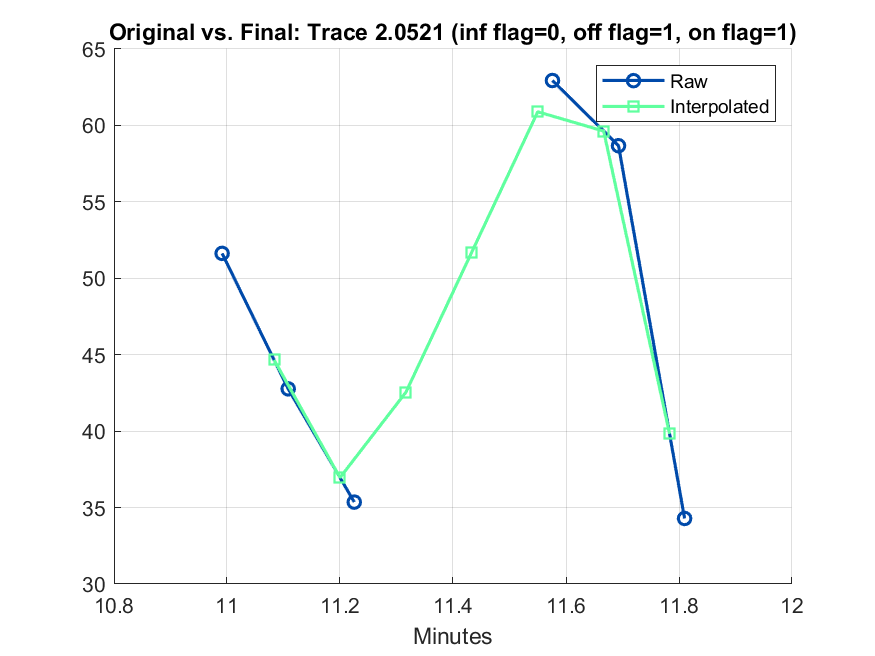 Original vs. Final: Trace 2.0521 (inf flag=0, off flag=1, on flag=1)
65
60
55
50
45
40
35
30
Raw
Interpolated
10.8 11 11.2 11.4 11.6 11.8 12
Minutes